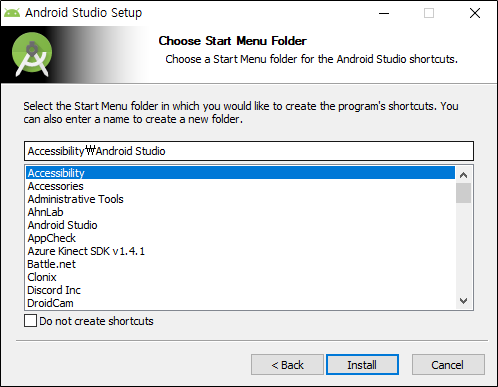 Android Studio Setup
Choose Start Menu Folder
Choose a Start Menu folder for the Android Studio shortcuts.
Select the Start Menu folder in which you would like to create the program's shortcuts. You
can also enter a name to create a new folder.
Accessibility₩Android Studio
Accessibility
Accessories
Administrative Tools
AhnLab
Android Studio
AppCheck
Azure Kinect SDK v1.4.1
Battle.net
Clonix
Discord Inc
DroidCam
Do not create shortcuts
< Back
Install
Cancel